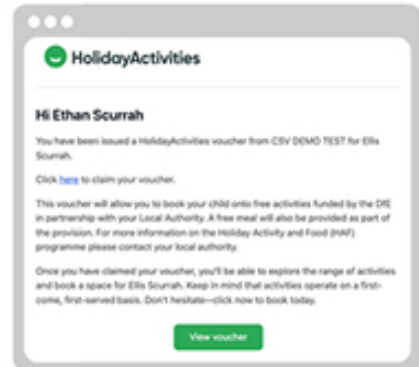 HolidayActivities
Hi Ethan Scurrah
You have been issued a HolidayActivities voucher from CSV DEMO TEST for Ellis
Scurrah.
Click here to claim your voucher.
This voucher will allow you to book your child onto free activities funded by the DfE
in partnership with your Local Authority. A free meal will also be provided as part of
the provision. For more information on the Holiday Activity and Food (HAF)
programme please contact your local authority.
Once you have claimed your voucher, you'll be able to explore the range of activities
and book a space for Ellis Scurrah. Keep in mind that activities operate on a first-
come, first-served basis. Don't hesitate—click now to book today.
View voucher